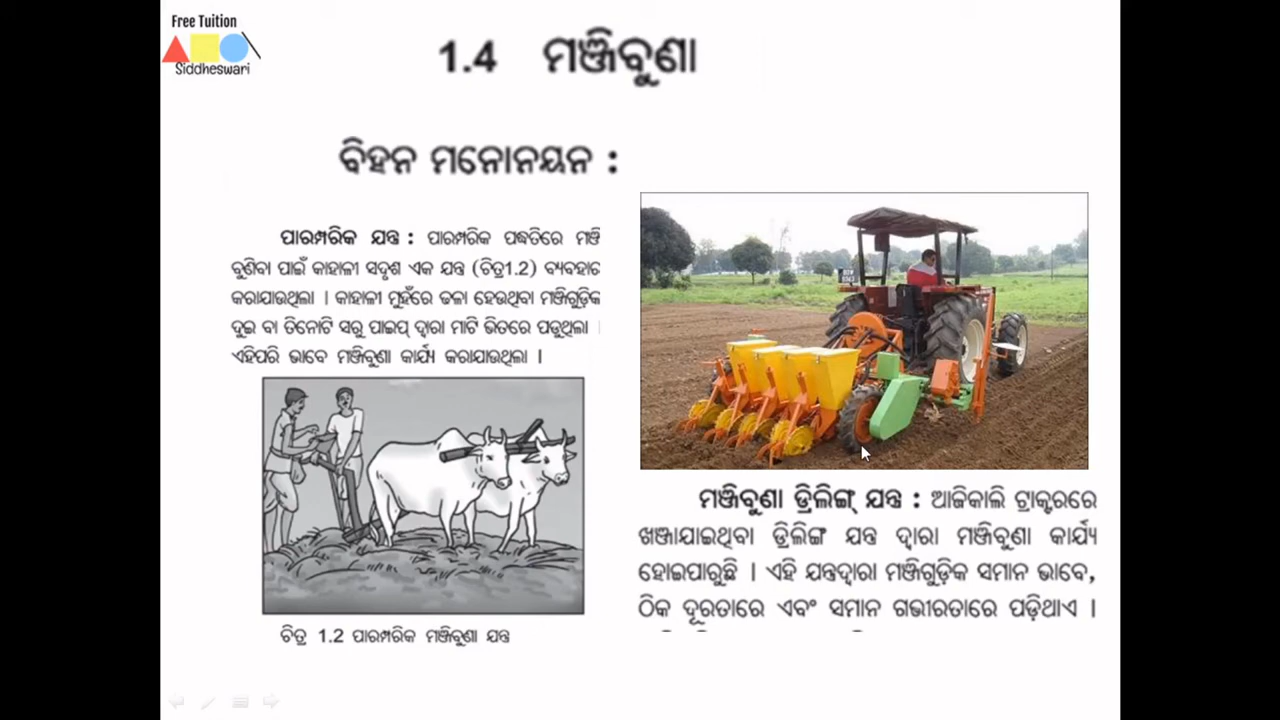 Free Tuition
Siddheswari
1.4 ମଞ୍ଜିବୁଣା
ବିହନ ମନୋନୟନ :
ପାରମ୍ପରିକ ଯନ୍ତ୍ର : ପାରମ୍ପରିକ ପଦ୍ଧତିରେ ମଞ୍ଜି
ବୁଣିବା ପାଇଁ କାହାଳୀ ସଦୃଶ ଏକ ଯନ୍ତ୍ର (ଚିତ୍ର1.2) ବ୍ୟବହାର
କରାଯାଉଥିଲା । କାହାଳୀ ମୁହଁରେ ଢଳା ହେଉଥିବା ମଞ୍ଜିଗୁଡ଼ିକ
ଦୁଇ ବା ତିନୋଟି ସରୁ ପାଇପ୍ ଦ୍ୱାରା ମାଟି ଭିତରେ ପଡୁଥିଲା ।
ଏହିପରି ଭାବେ ମଞ୍ଜିବୁଣା କାର୍ଯ୍ୟ କରାଯାଉଥିଲା ।
ଚିତ୍ର 1.2 ପାରମ୍ପରିକ ମଞ୍ଜିବୁଣା ଯନ୍ତ୍ର
ମଞ୍ଜିବୁଣା ଡ୍ରିଲିଙ୍ଗ୍ ଯନ୍ତ୍ର : ଆଜିକାଲି ଟ୍ରାକ୍ଟରରେ
ଖଞ୍ଜାଯାଇଥିବା ଡ୍ରିଲିଙ୍ଗ ଯନ୍ତ୍ର ଦ୍ୱାରା ମଞ୍ଜିବୁଣା କାର୍ଯ୍ୟ
ହୋଇପାରୁଛି । ଏହି ଯନ୍ତ୍ରଦ୍ୱାରା ମଞ୍ଜିଗୁଡ଼ିକ ସମାନ ଭାବେ,
ଠିକ ଦୂରତାରେ ଏବଂ ସମାନ ଗଭୀରତାରେ ପଡ଼ିଥାଏ ।